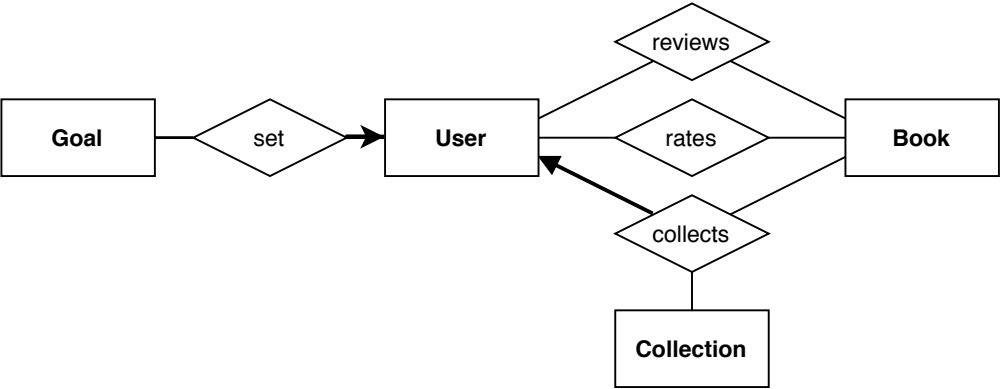 reviews
Goal
set
User
rates
Book
collects
Collection